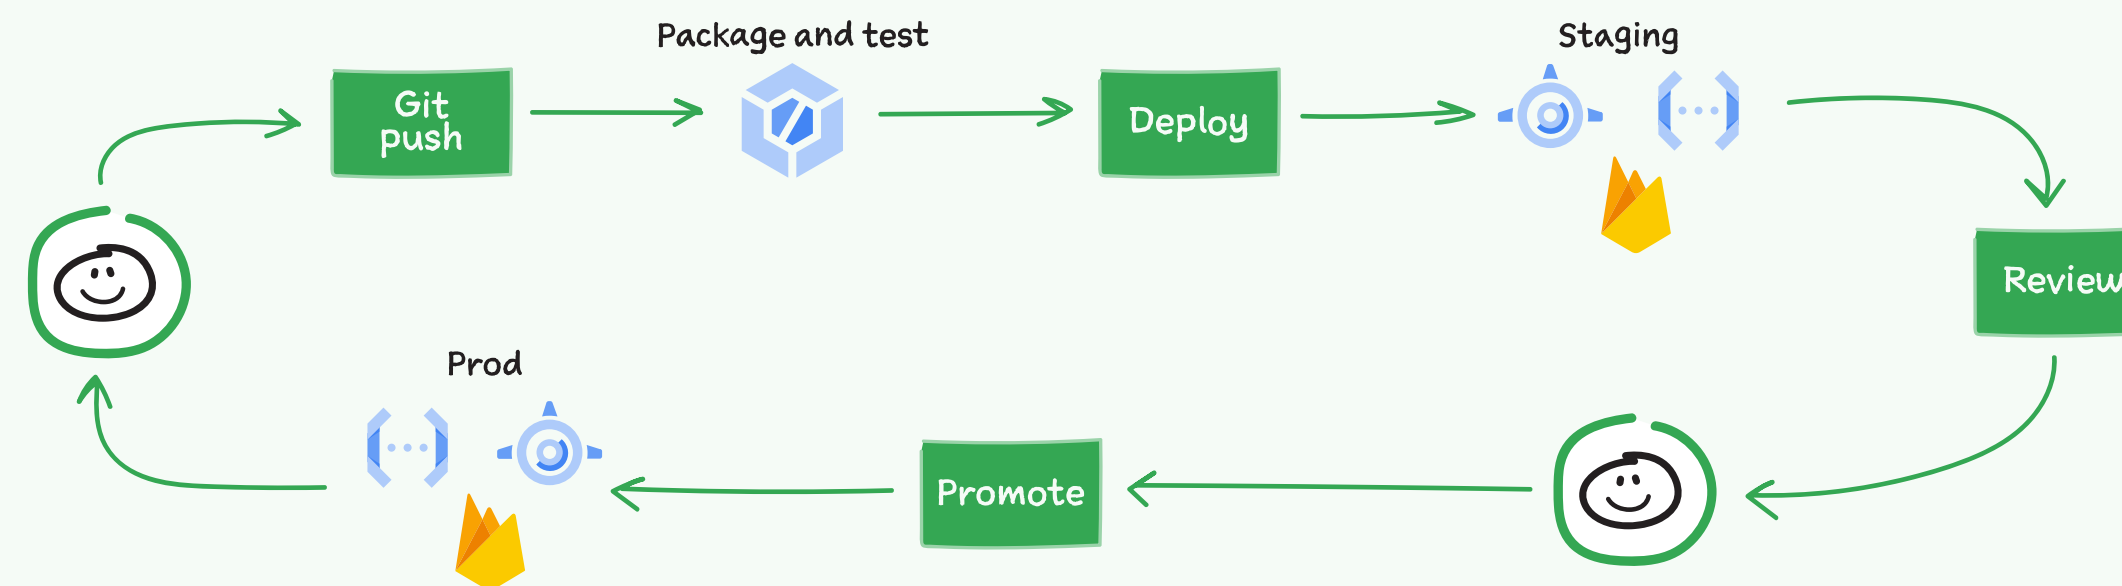 Package and test
Staging
Git
push
Deploy
Review
Prod
Promote